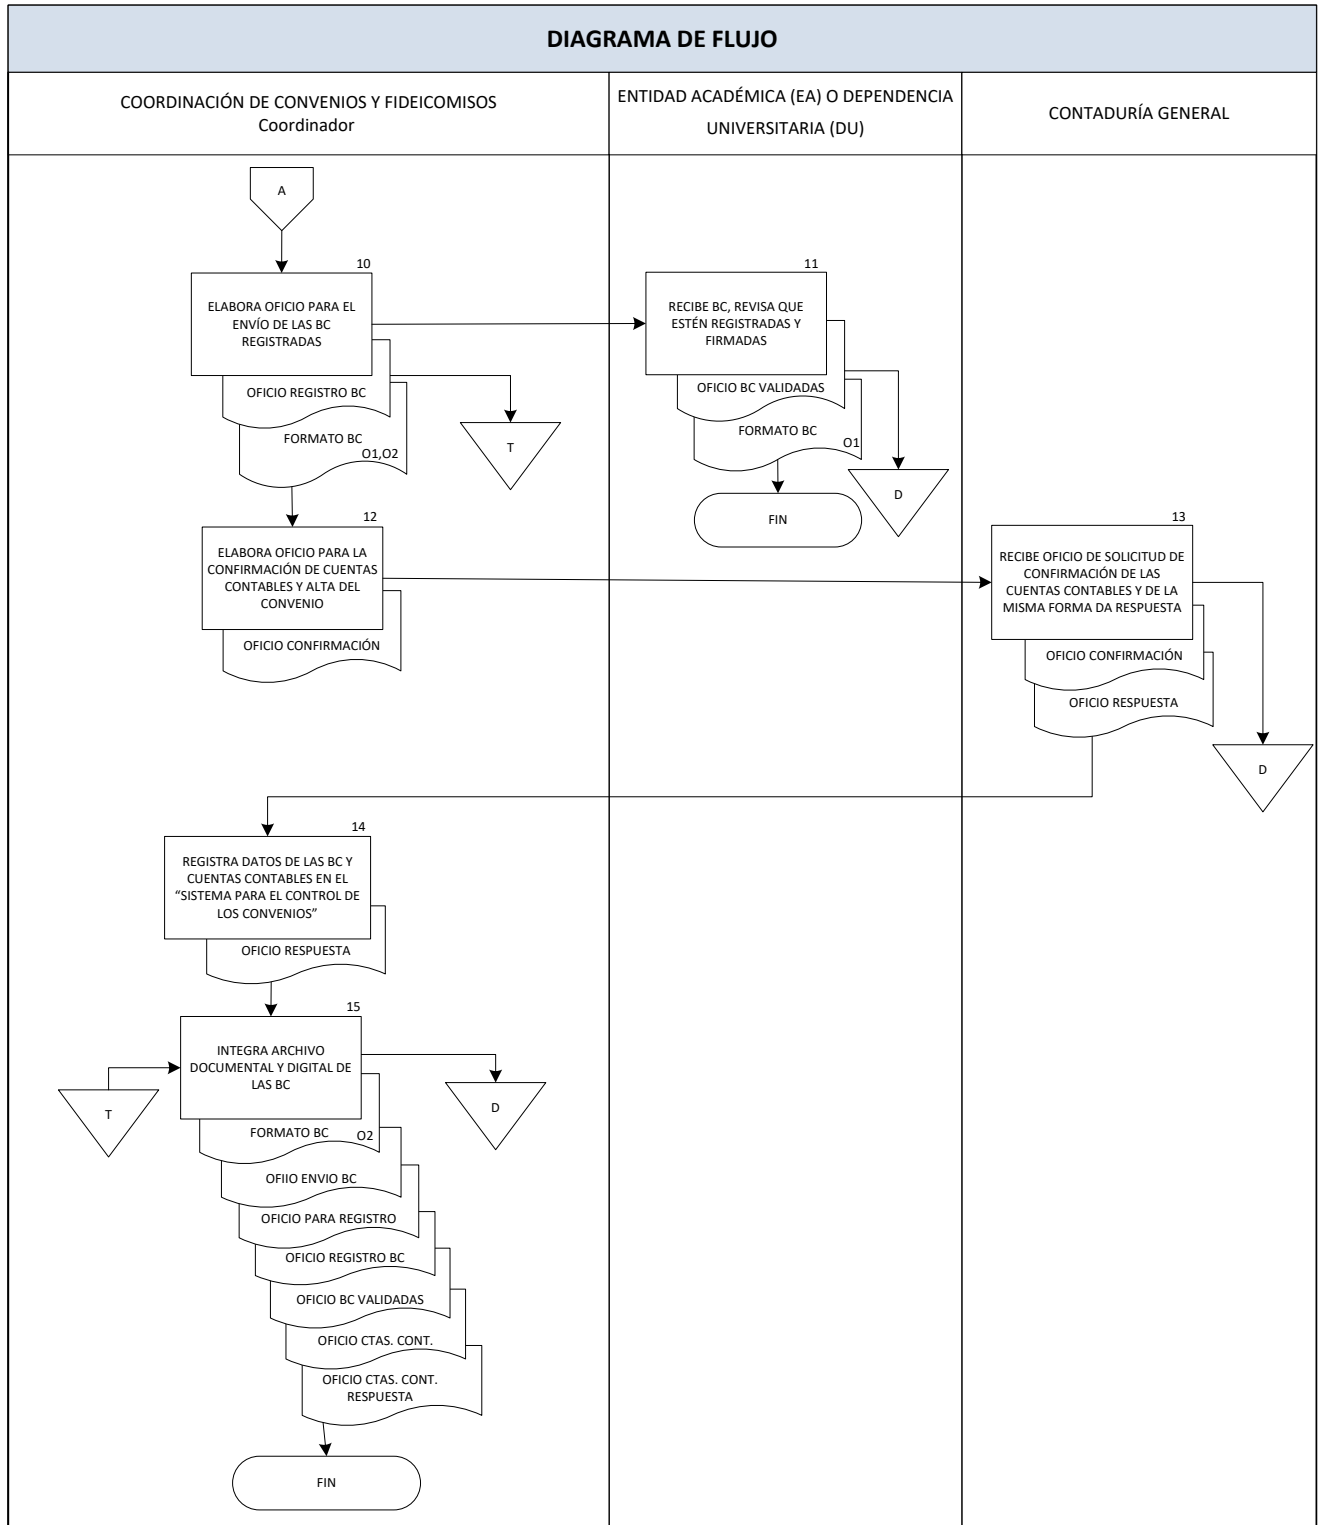 DIAGRAMA DE FLUJO
COORDINACIÓN DE CONVENIOS Y FIDEICOMISOS
Coordinador
ENTIDAD ACADÉMICA (EA) O DEPENDENCIA
UNIVERSITARIA (DU)
CONTADURÍA GENERAL
A
10
ELABORA OFICIO PARA EL
ENVÍO DE LAS BC
REGISTRADAS
OFICIO REGISTRO BC
FORMATO BC
O1,O2
T
11
RECIBE BC, REVISA QUE
ESTÉN REGISTRADAS Y
FIRMADAS
OFICIO BC VALIDADAS
FORMATO BC
O1
D
FIN
12
ELABORA OFICIO PARA LA
CONFIRMACIÓN DE CUENTAS
CONTABLES Y ALTA DEL
CONVENIO
OFICIO CONFIRMACIÓN
13
RECIBE OFICIO DE SOLICITUD DE
CONFIRMACIÓN DE LAS
CUENTAS CONTABLES Y DE LA
MISMA FORMA DA RESPUESTA
OFICIO CONFIRMACIÓN
OFICIO RESPUESTA
D
14
REGISTRA DATOS DE LAS BC Y
CUENTAS CONTABLES EN EL
“SISTEMA PARA EL CONTROL DE
LOS CONVENIOS”
OFICIO RESPUESTA
15
INTEGRA ARCHIVO
DOCUMENTAL Y DIGITAL DE
LAS BC
T
D
FORMATO BC
O2
OFIIO ENVIO BC
OFICIO PARA REGISTRO
OFICIO REGISTRO BC
OFICIO BC VALIDADAS
OFICIO CTAS. CONT.
OFICIO CTAS. CONT.
RESPUESTA
FIN